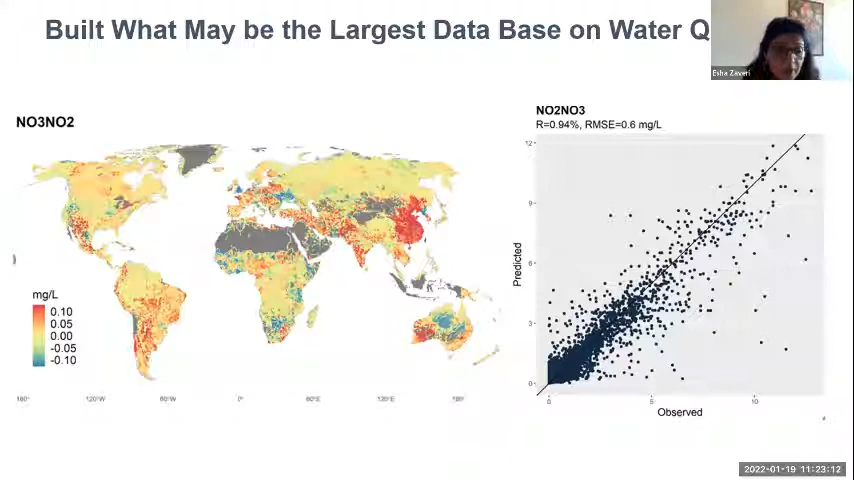 Built What May be the Largest Data Base on Water Q
Esha Zaveri
NO3NO2
mg/L
0.10
0.05
0.00
-0.05
-0.10
180° 120°W 60°W 0° 60°E 120°E 180°
NO2NO3
R=0.94%, RMSE=0.6 mg/L
Predicted
12
9
6
3
0
0 5 10
Observed
2022-01-19 11:23:12